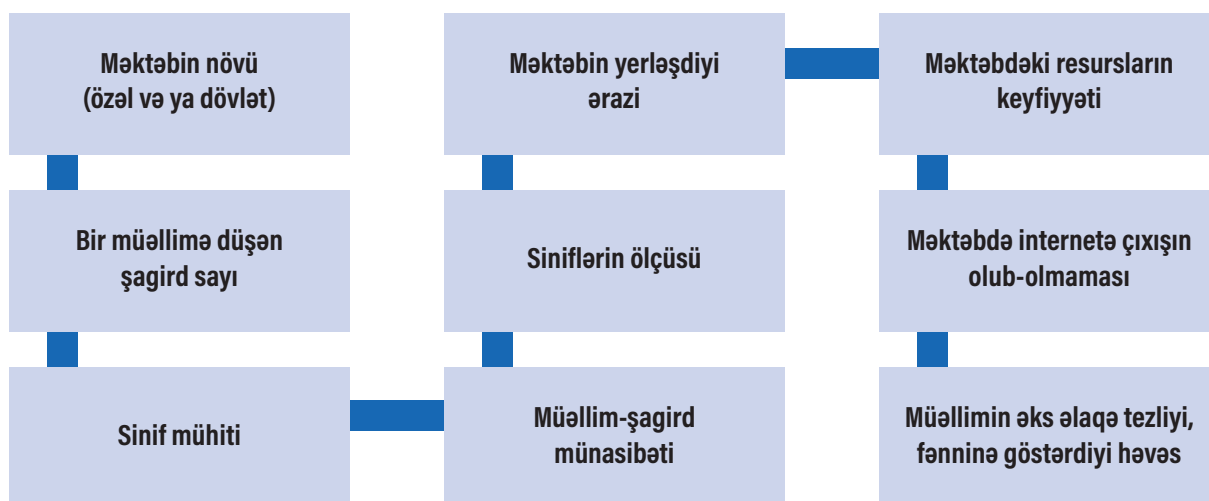 Məktəbin növü
(özəl və ya dövlət)
Bir müəllimə düşən
şagird sayı
Sinif mühiti
Müəllim-şagird
münasibəti
Siniflərin ölçüsü
Məktəbin yerləşdiyi
ərazi
Məktəbdəki resursların
keyfiyyəti
Məktəbdə internetə çıxışın
olub-olmaması
Müəllimin əks əlaqə tezliyi,
fənninə göstərdiyi həvəs